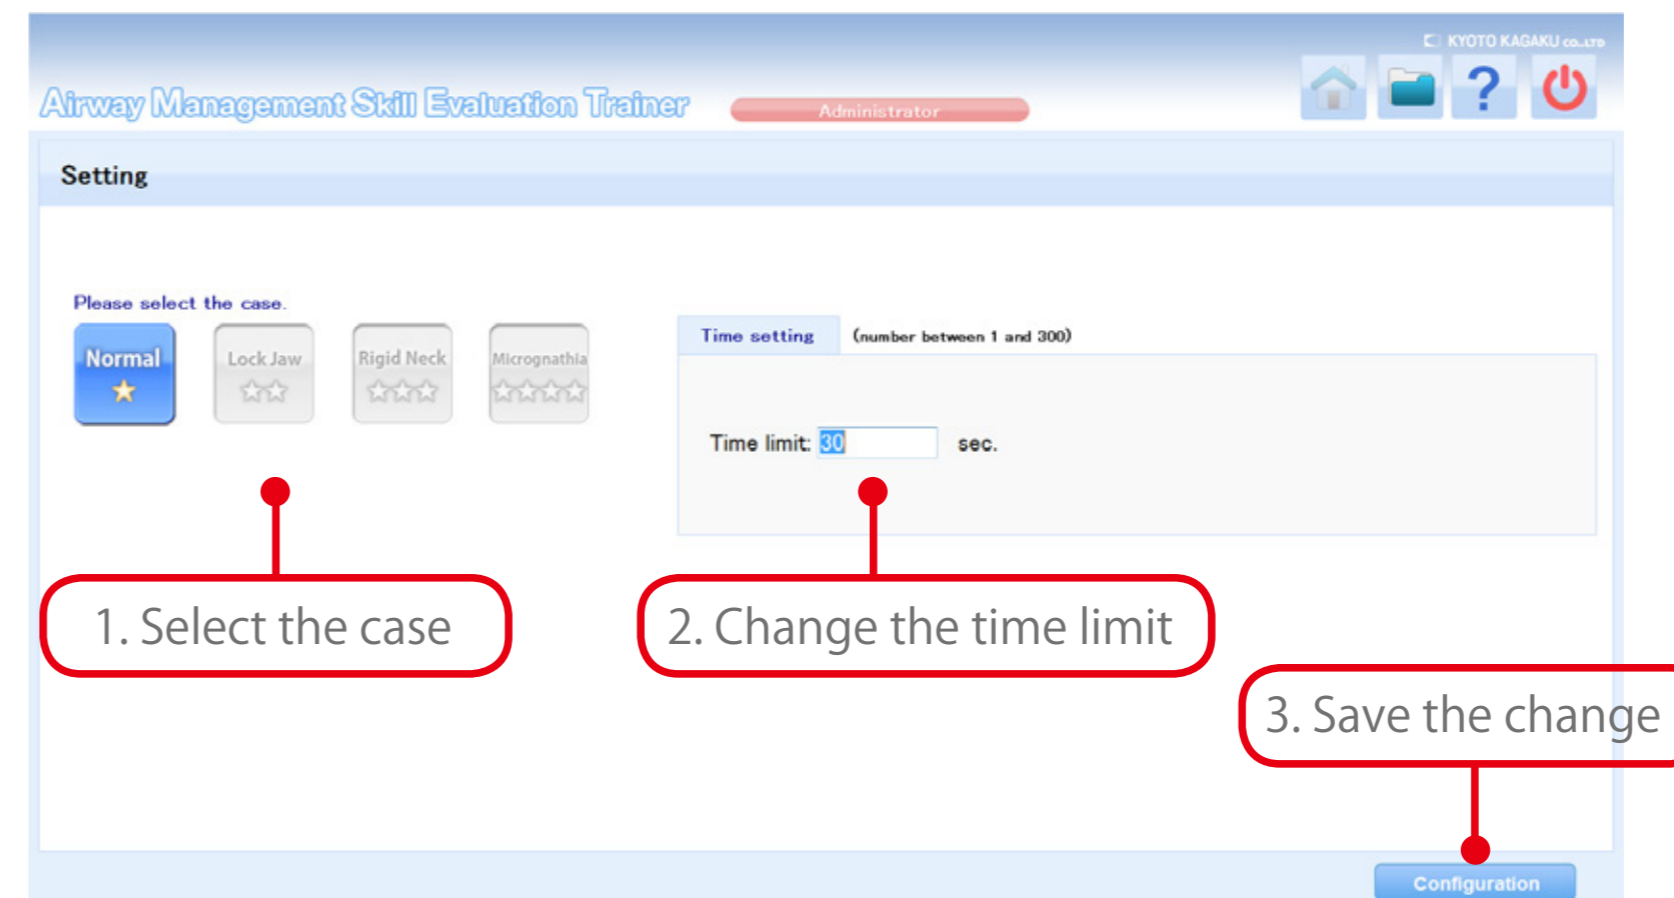 KYOTO KAGAKU CO.,LTD
Airway Management Skill Evaluation Trainer
Administrator
?
Setting
Please select the case.
Normal
Lock Jaw
Rigid Neck
Micrognathia
Time setting (number between 1 and 300)
Time limit: 30 sec.
1. Select the case
2. Change the time limit
3. Save the change
Configuration